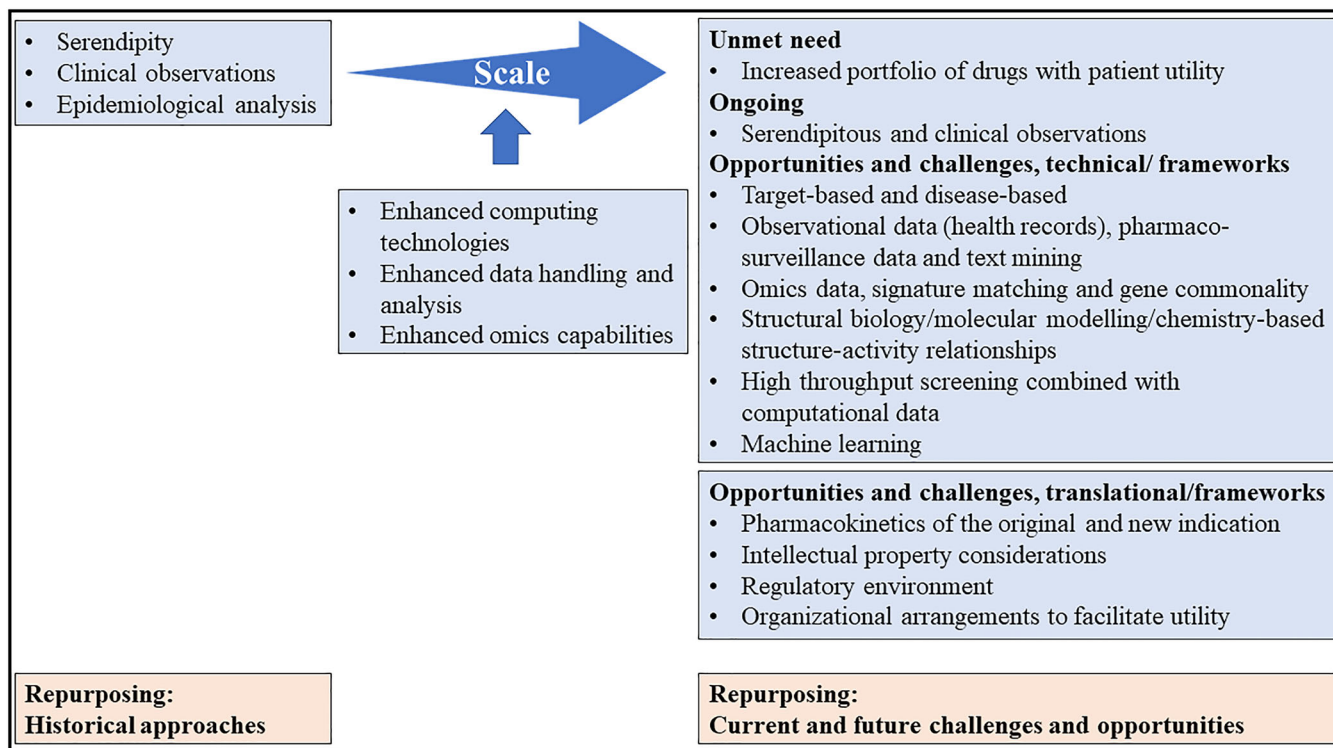 • Serendipity
• Clinical observations
• Epidemiological analysis
Scale
• Enhanced computing
technologies
• Enhanced data handling and
analysis
• Enhanced omics capabilities
Unmet need
• Increased portfolio of drugs with patient utility
Ongoing
• Serendipitous and clinical observations
Opportunities and challenges, technical/ frameworks
• Target-based and disease-based
• Observational data (health records), pharmaco-
surveillance data and text mining
• Omics data, signature matching and gene commonality
• Structural biology/molecular modelling/chemistry-based
structure-activity relationships
• High throughput screening combined with
computational data
• Machine learning
Opportunities and challenges, translational/frameworks
• Pharmacokinetics of the original and new indication
• Intellectual property considerations
• Regulatory environment
• Organizational arrangements to facilitate utility
Repurposing:
Historical approaches
Repurposing:
Current and future challenges and opportunities